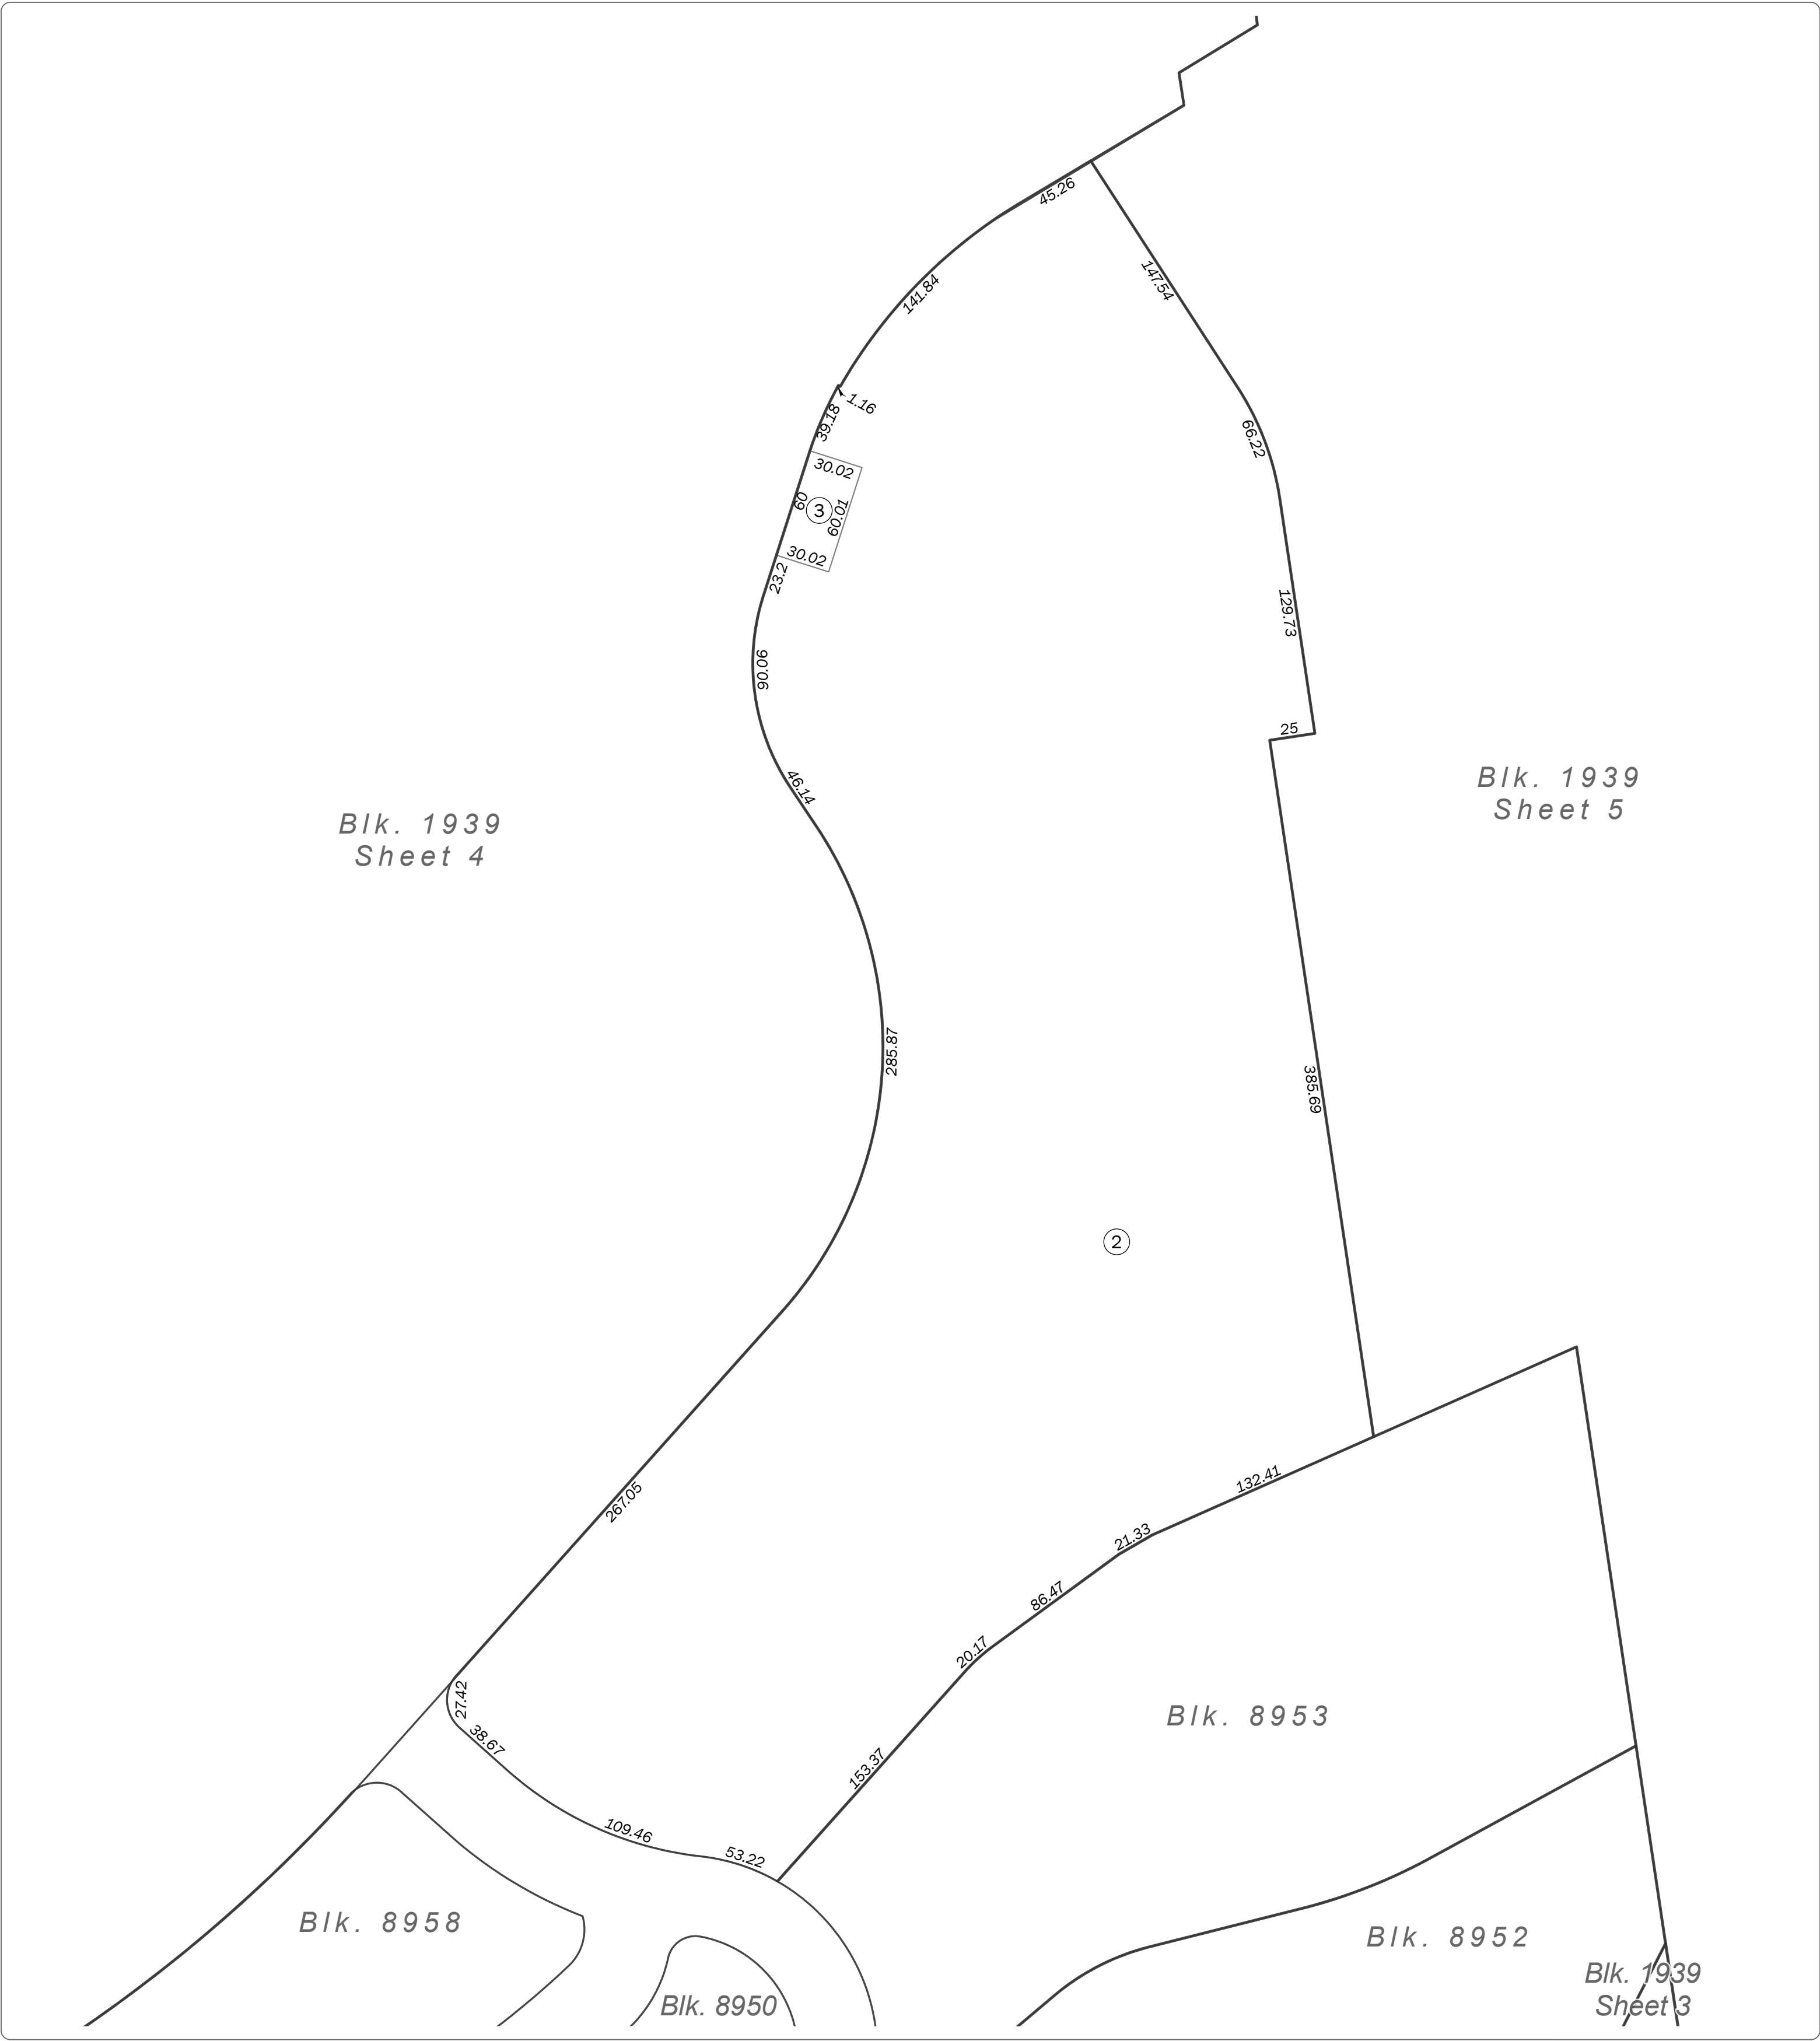 45.26
147.54
141.84
1.16
39.18
66.22
30.02
60
3
60.01
30.02
23.2
129.73
90.06
25
46.14
Blk. 1939
Sheet 5
Blk. 1939
Sheet 4
285.87
385.69
2
132.41
267.05
21.33
86.47
20.17
27.42
38.67
Blk. 8953
153.37
109.46
53.22
Blk. 8958
Blk. 8952
Blk. 1939
Sheet 3
Blk. 8950